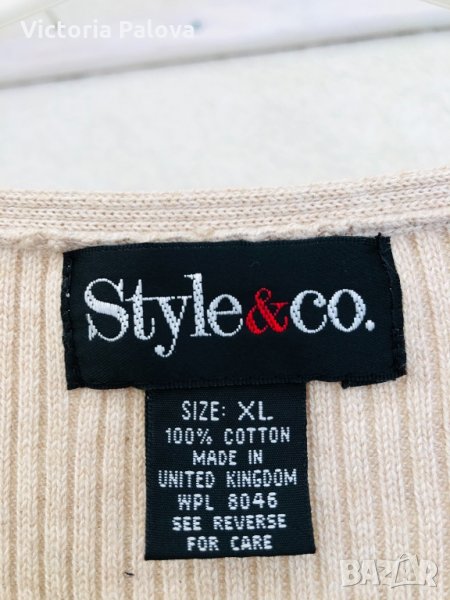 Victoria Palova
Style&co.
SIZE: XL
100% COTTON
MADE IN
UNITED KINGDOM
WPL 8046
SEE REVERSE
FOR CARE
BAZAR